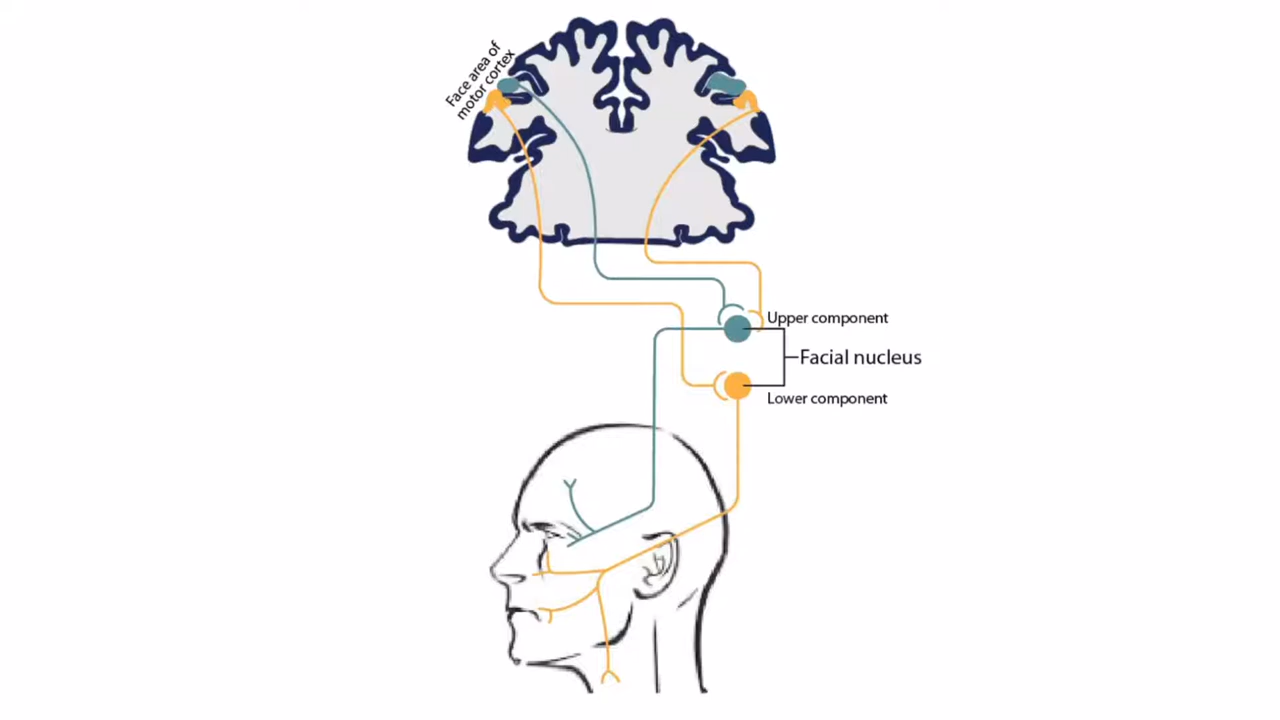 Face area of
motor cortex
Upper component
Facial nucleus
Lower component